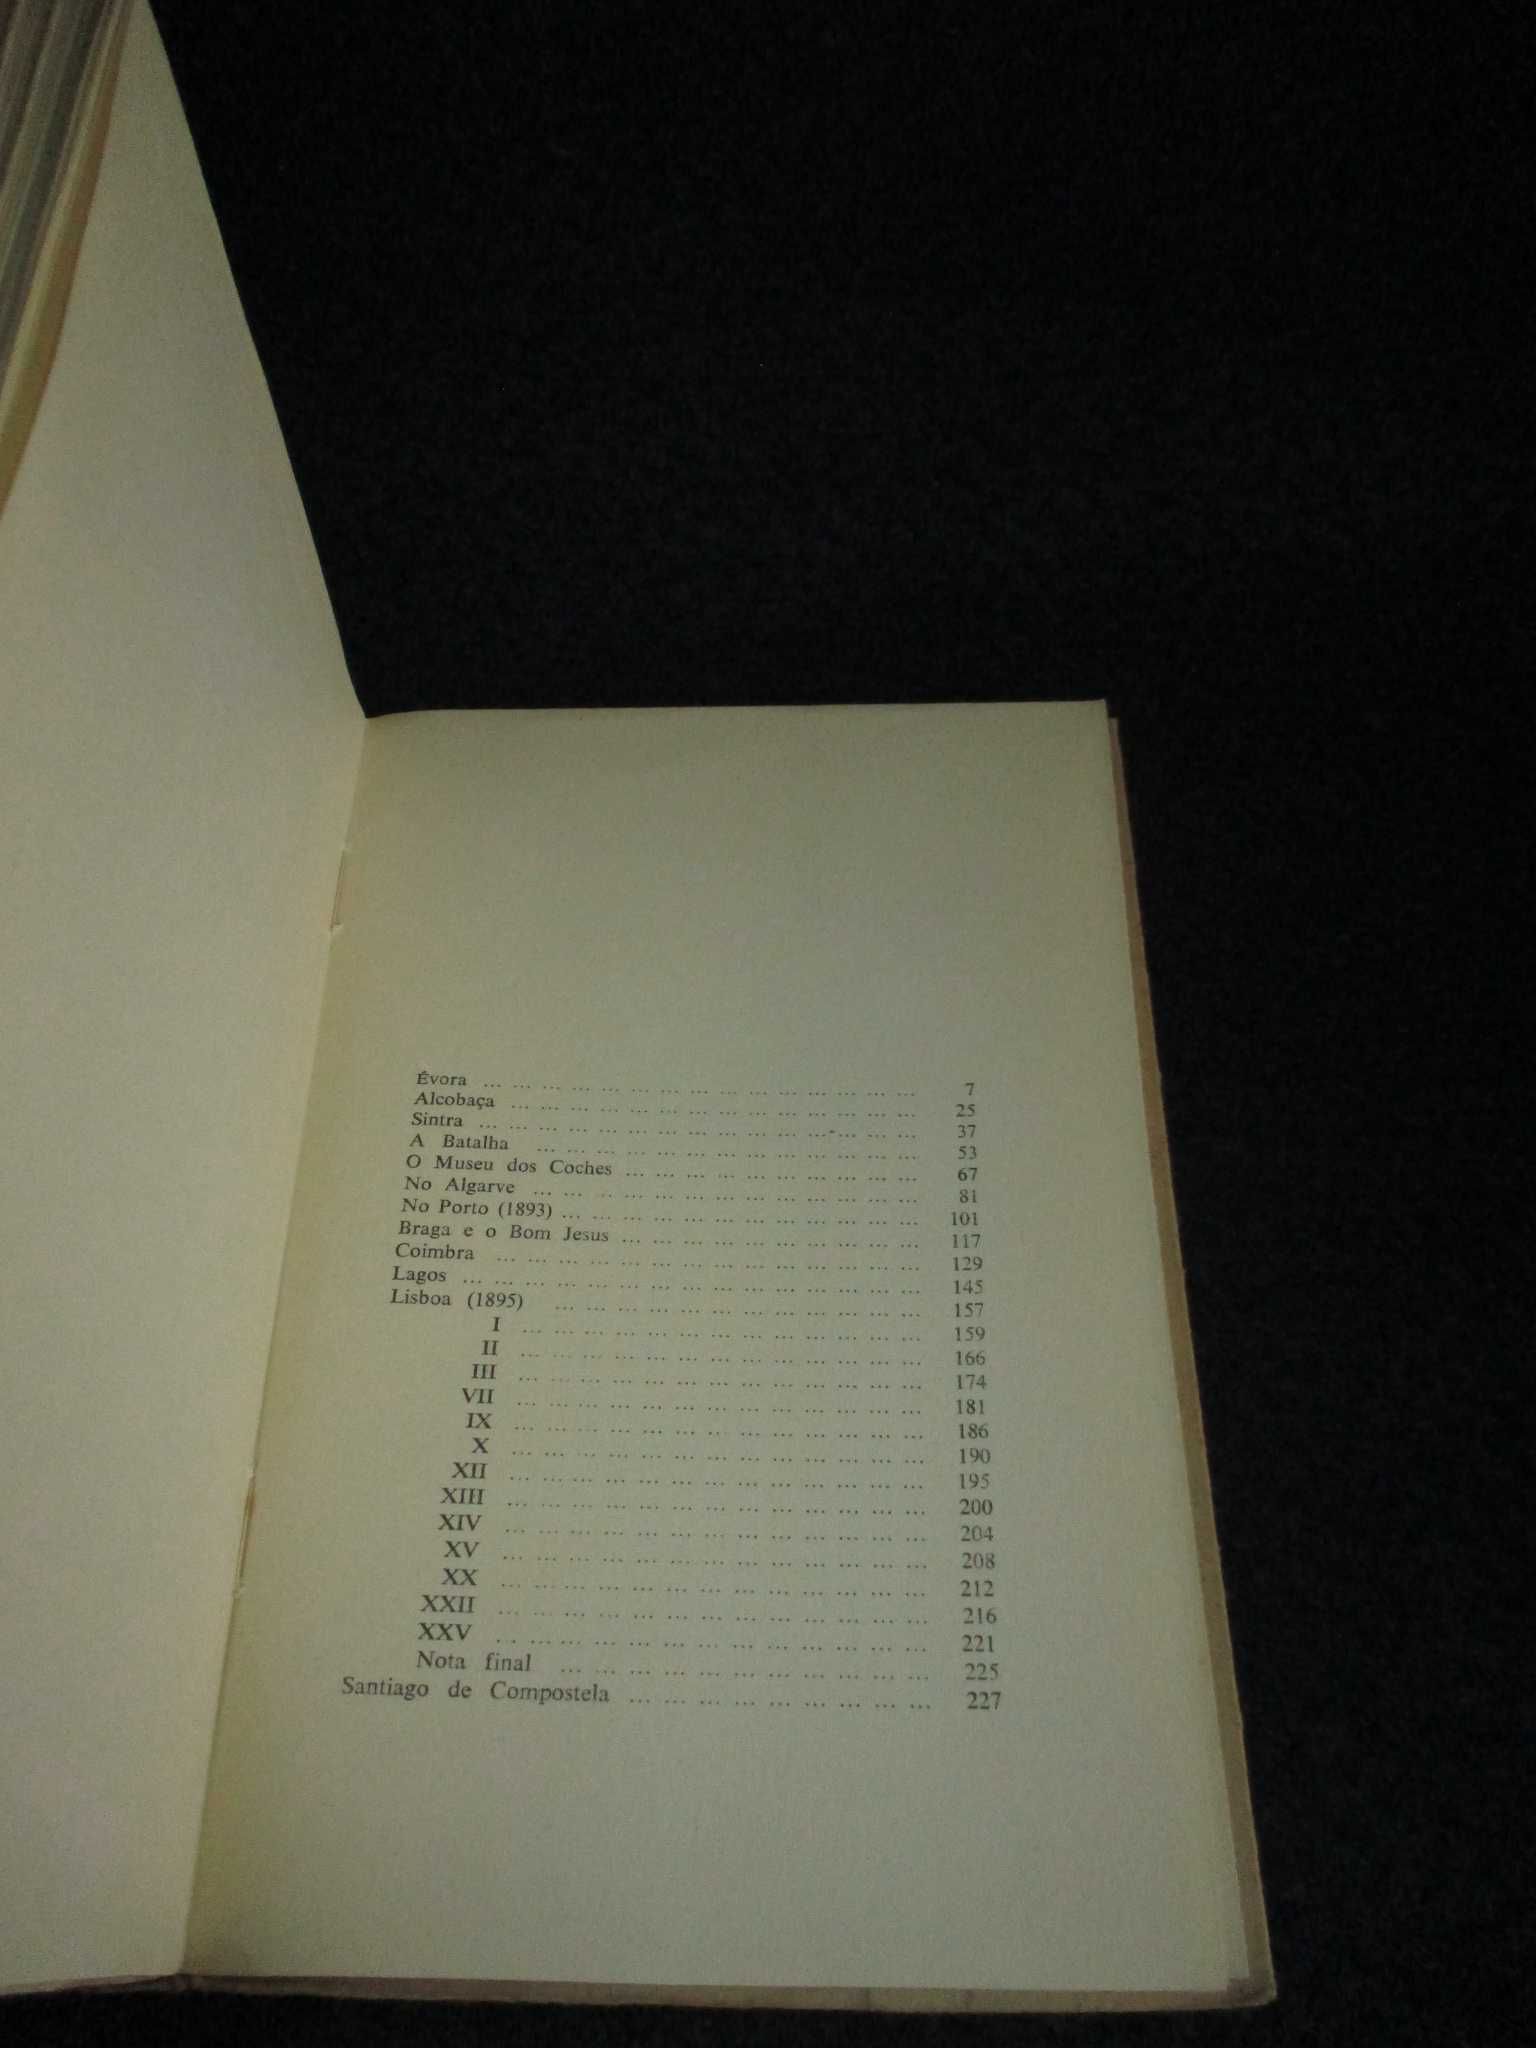 Évora ... ... ... ... ... ... ... ... ... ... ... ... ... ... ... 7
Alcobaça ... ... ... ... ... ... ... ... ... ... ... ... ... ... 25
Sintra ... ... ... ... ... ... ... ... ... ... ... ... ... ... ... 37
A Batalha ... ... ... ... ... ... ... ... ... ... ... ... ... 53
O Museu dos Coches ... ... ... ... ... ... ... ... ... ... 67
No Algarve ... ... ... ... ... ... ... ... ... ... ... ... ... 81
No Porto (1893) ... ... ... ... ... ... ... ... ... ... ... ... 101
Braga e o Bom Jesus ... ... ... ... ... ... ... ... ... ... 117
Coimbra ... ... ... ... ... ... ... ... ... ... ... ... ... ... 129
Lagos ... ... ... ... ... ... ... ... ... ... ... ... ... ... ... 145
Lisboa (1895) ... ... ... ... ... ... ... ... ... ... ... ... 157
I ... ... ... ... ... ... ... ... ... ... ... ... ... 159
II ... ... ... ... ... ... ... ... ... ... ... ... ... 166
III ... ... ... ... ... ... ... ... ... ... ... ... ... 174
VII ... ... ... ... ... ... ... ... ... ... ... ... ... 181
IX ... ... ... ... ... ... ... ... ... ... ... ... ... 186
X ... ... ... ... ... ... ... ... ... ... ... ... ... 190
XII ... ... ... ... ... ... ... ... ... ... ... ... ... 195
XIII ... ... ... ... ... ... ... ... ... ... ... ... ... 200
XIV ... ... ... ... ... ... ... ... ... ... ... ... ... 204
XV ... ... ... ... ... ... ... ... ... ... ... ... ... 208
XX ... ... ... ... ... ... ... ... ... ... ... ... ... 212
XXII ... ... ... ... ... ... ... ... ... ... ... ... ... 216
XXV ... ... ... ... ... ... ... ... ... ... ... ... ... 221
Nota final ... ... ... ... ... ... ... ... ... ... ... 225
Santiago de Compostela ... ... ... ... ... ... ... ... ... 227